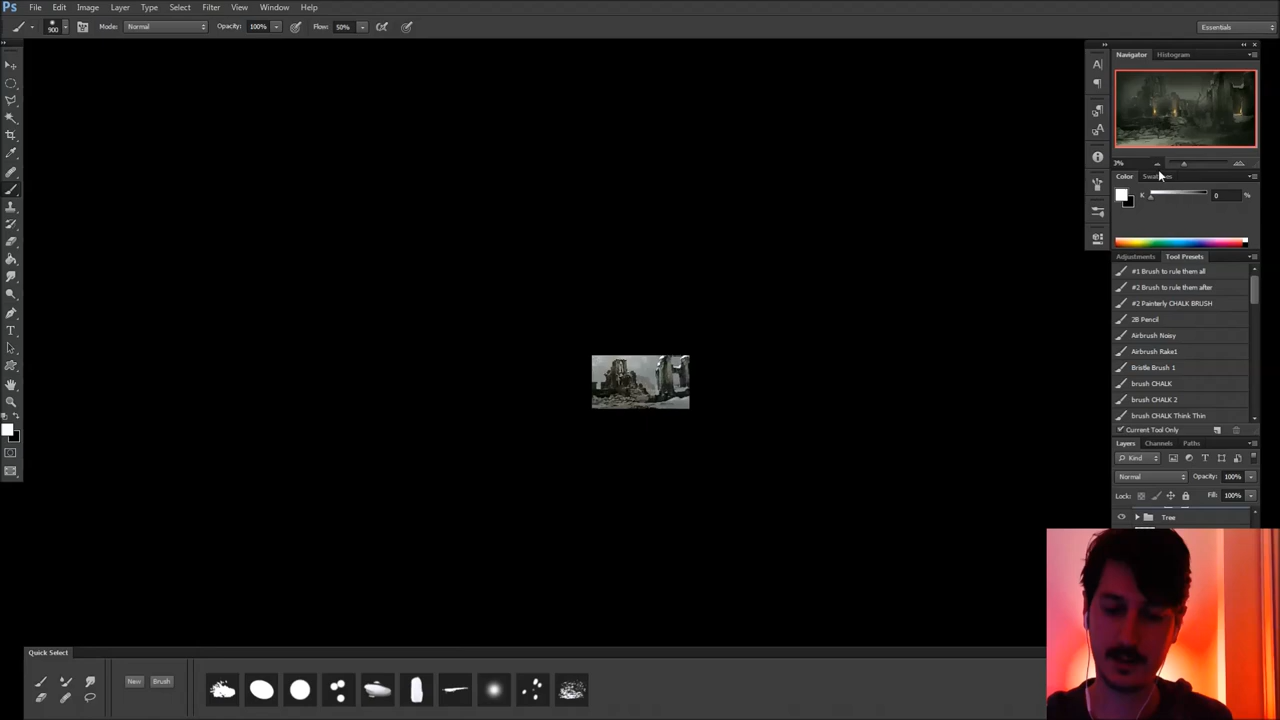 Ps File Edit Image Layer Type Select Filter View Window Help
900 Mode: Normal Opacity: 100% Flow: 50% Essentials
Navigator Histogram
3%
Color Swatches
K 0 %
Adjustments Tool Presets
#1 Brush to rule them all
#2 Brush to rule them after
#2 Painterly CHALK BRUSH
2B Pencil
Airbrush Noisy
Airbrush Rake1
Bristle Brush 1
brush CHALK
brush CHALK 2
brush CHALK Think Thin
Current Tool Only
Layers Channels Paths
Kind
Normal Opacity: 100%
Lock: Fill: 100%
Tree
Quick Select
New Brush